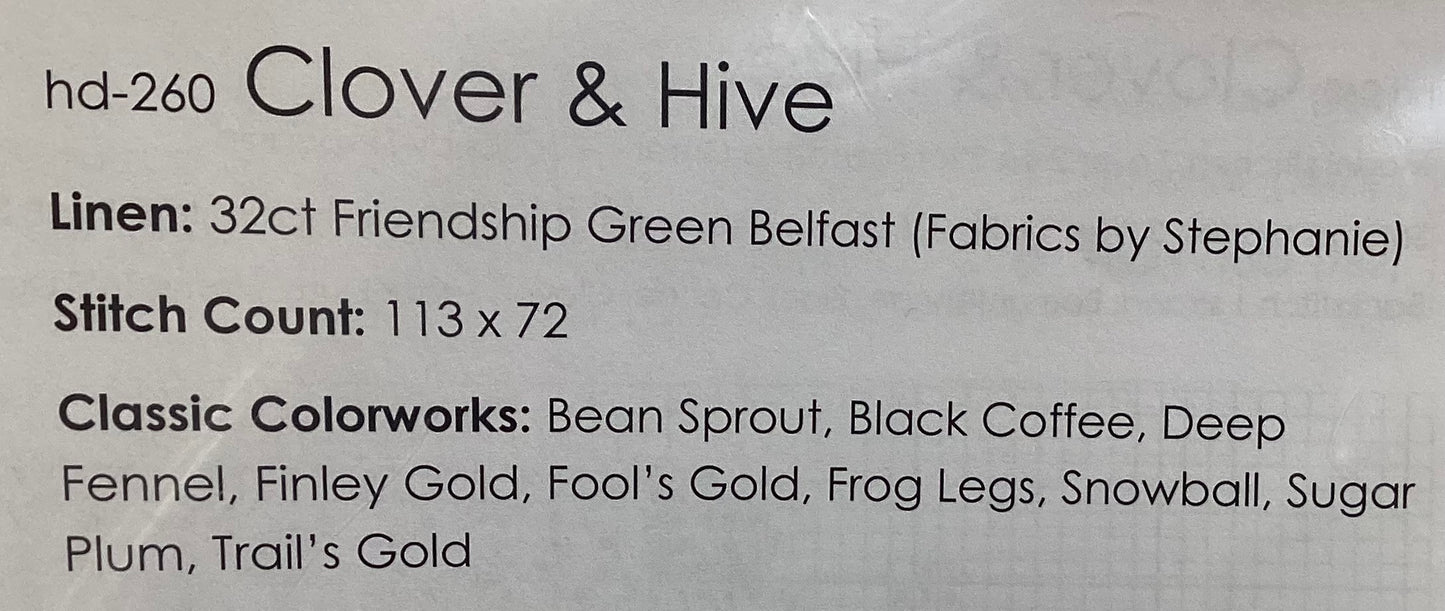 hd-260 Clover & Hive
Linen: 32ct Friendship Green Belfast (Fabrics by Stephanie)
Stitch Count: 113 x 72
Classic Colorworks: Bean Sprout, Black Coffee, Deep
Fennel, Finley Gold, Fool's Gold, Frog Legs, Snowball, Sugar
Plum, Trail's Gold